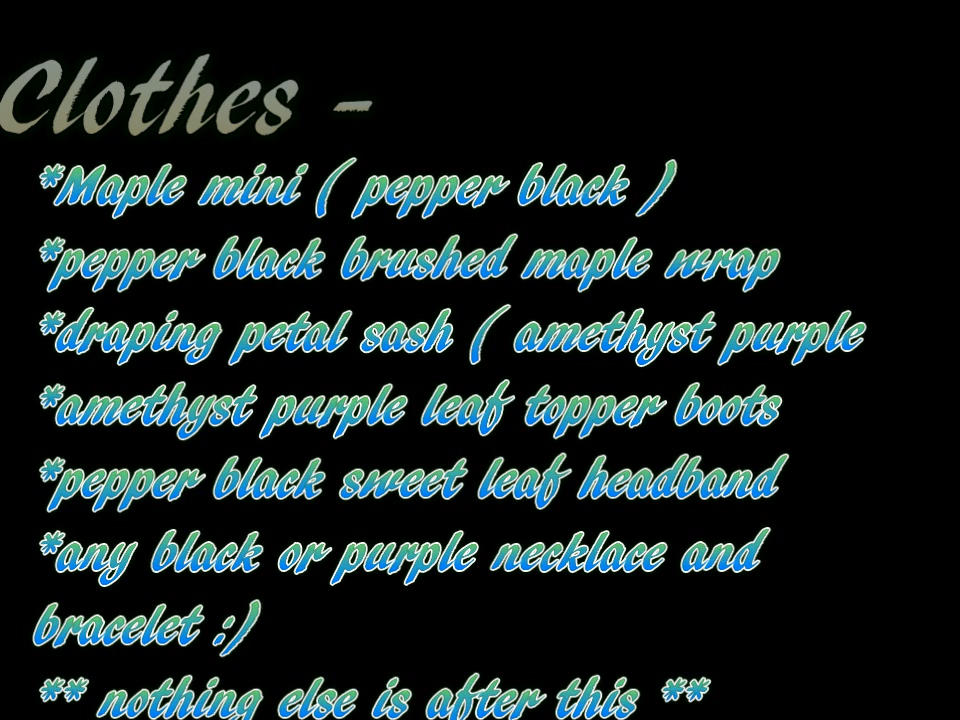 Clothes -
*Maple mini ( pepper black )
*pepper black brushed maple wrap
*draping petal sash ( amethyst purple
*amethyst purple leaf topper boots
*pepper black sweet leaf headband
*any black or purple necklace and
bracelet :)
** nothing else is after this **